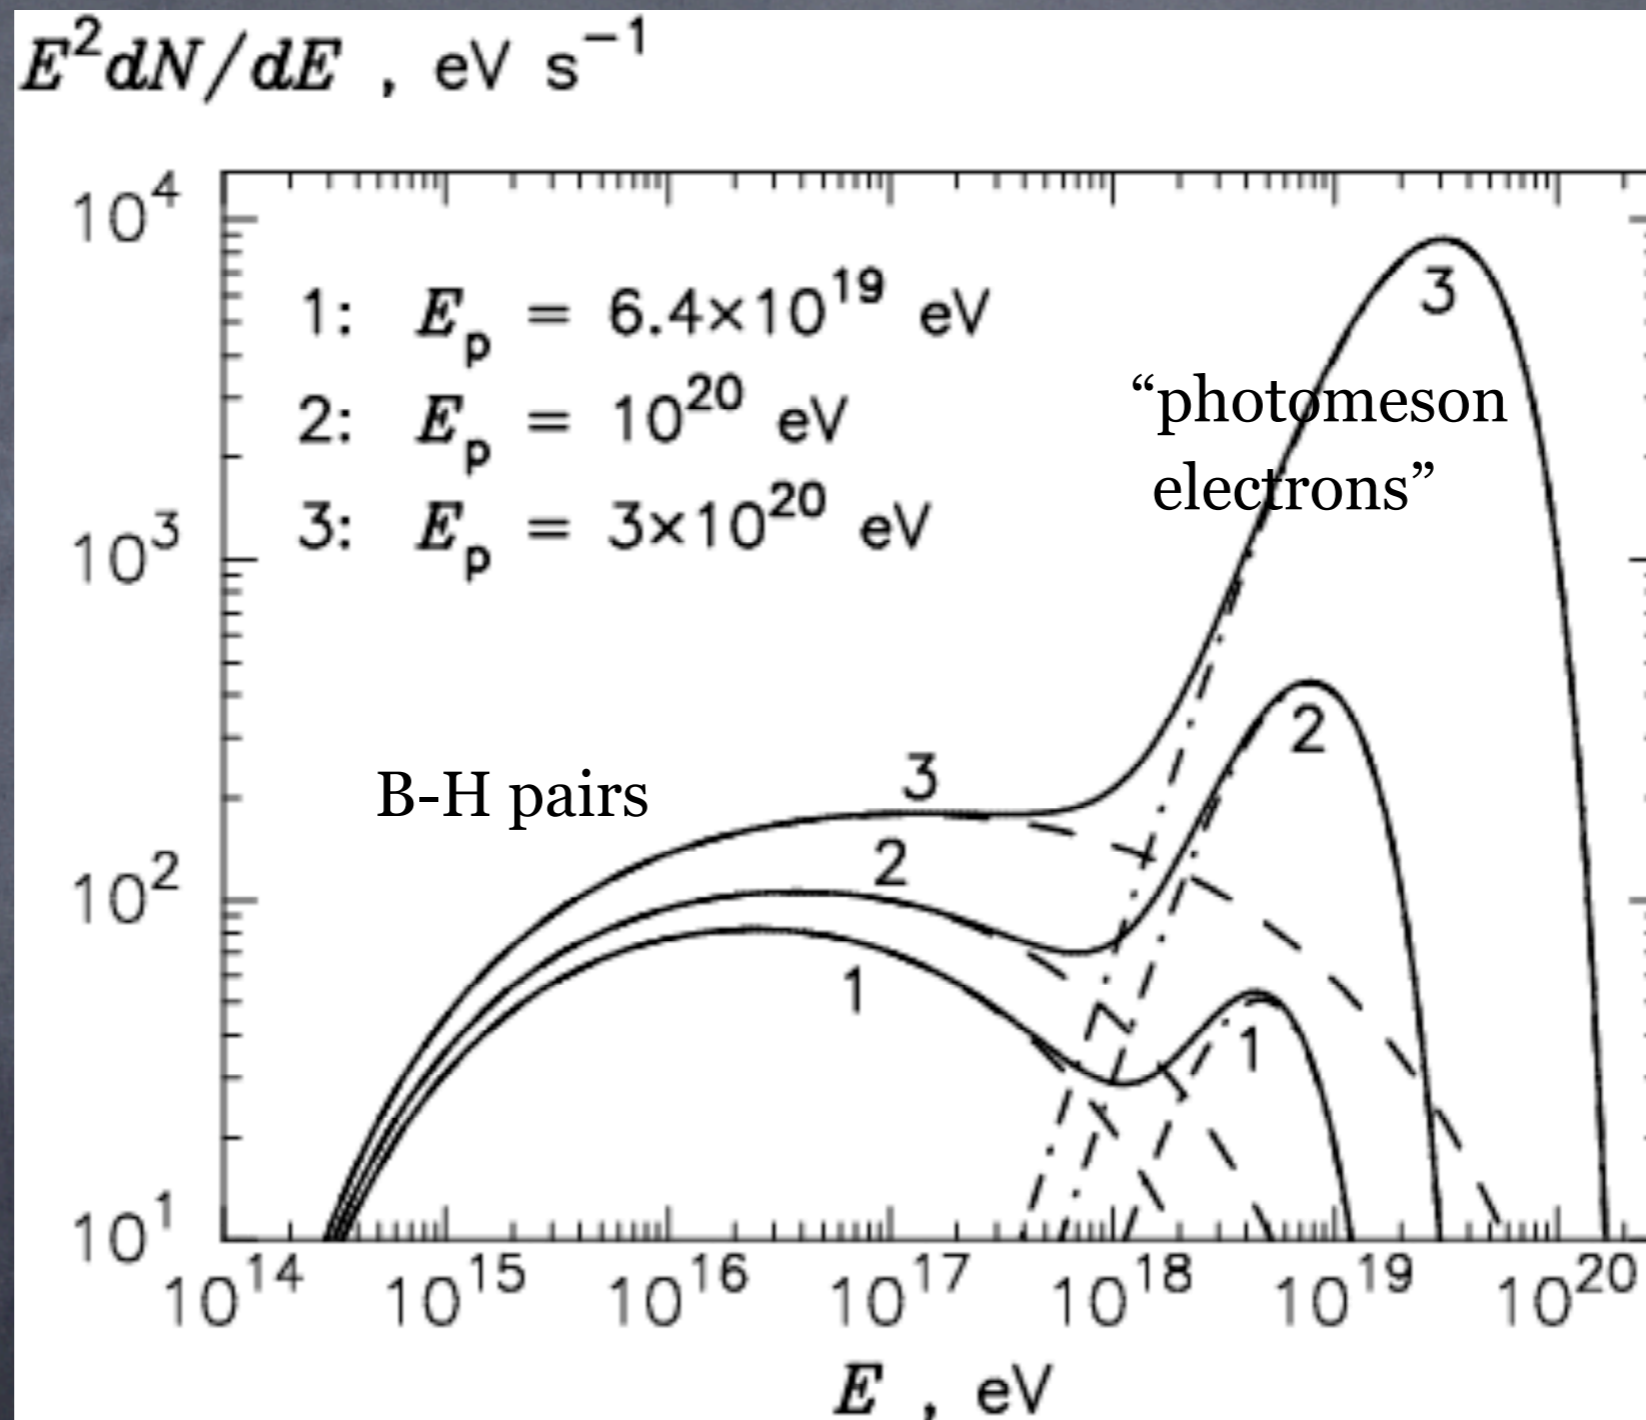 E²dN/dE , eV s⁻¹
10⁴
1: Eₚ = 6.4×10¹⁹ eV
3
“photomeson
2: Eₚ = 10²⁰ eV
electrons”
3: Eₚ = 3×10²⁰ eV
10³
2
B-H pairs
3
2
10²
1
1
10¹
10¹⁴ 10¹⁵ 10¹⁶ 10¹⁷ 10¹⁸ 10¹⁹ 10²⁰
E , eV